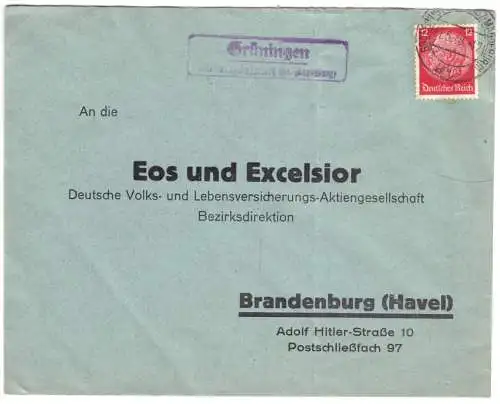 Grüningen
12
Deutsches Reich
An die
Eos und Excelsior
Deutsche Volks- und Lebensversicherungs-Aktiengesellschaft
Bezirksdirektion
Brandenburg (Havel)
Adolf Hitler-Straße 10
Postschließfach 97